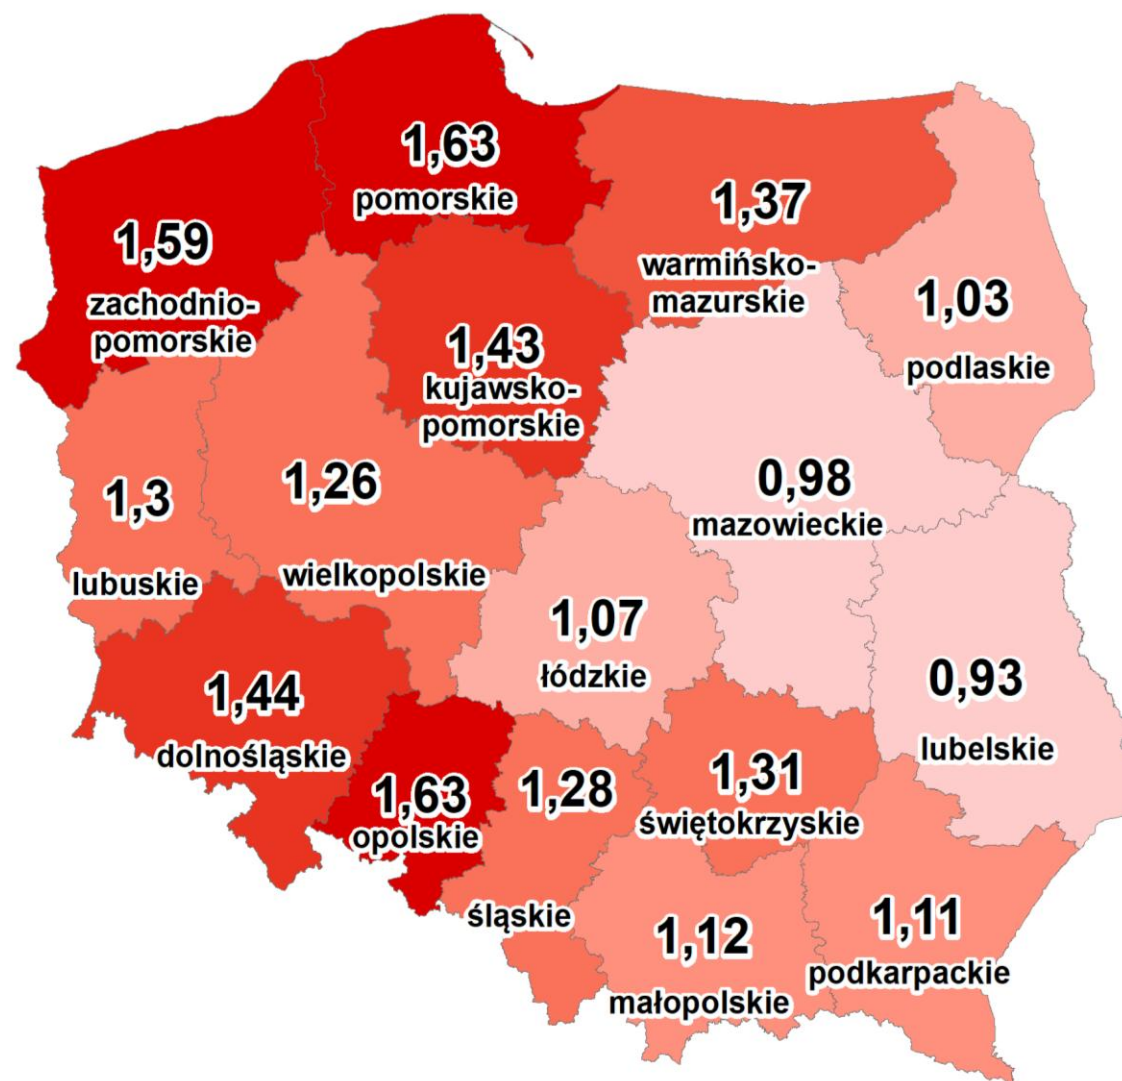 1,63
pomorskie
1,59
zachodnio-
pomorskie
1,37
warmińsko-
mazurskie
1,03
podlaskie
1,43
kujawsko-
pomorskie
1,3
lubuskie
1,26
wielkopolskie
0,98
mazowieckie
1,07
łódzkie
0,93
lubelskie
1,44
dolnośląskie
1,63
opolskie
1,28
śląskie
1,31
świętokrzyskie
1,12
małopolskie
1,11
podkarpackie